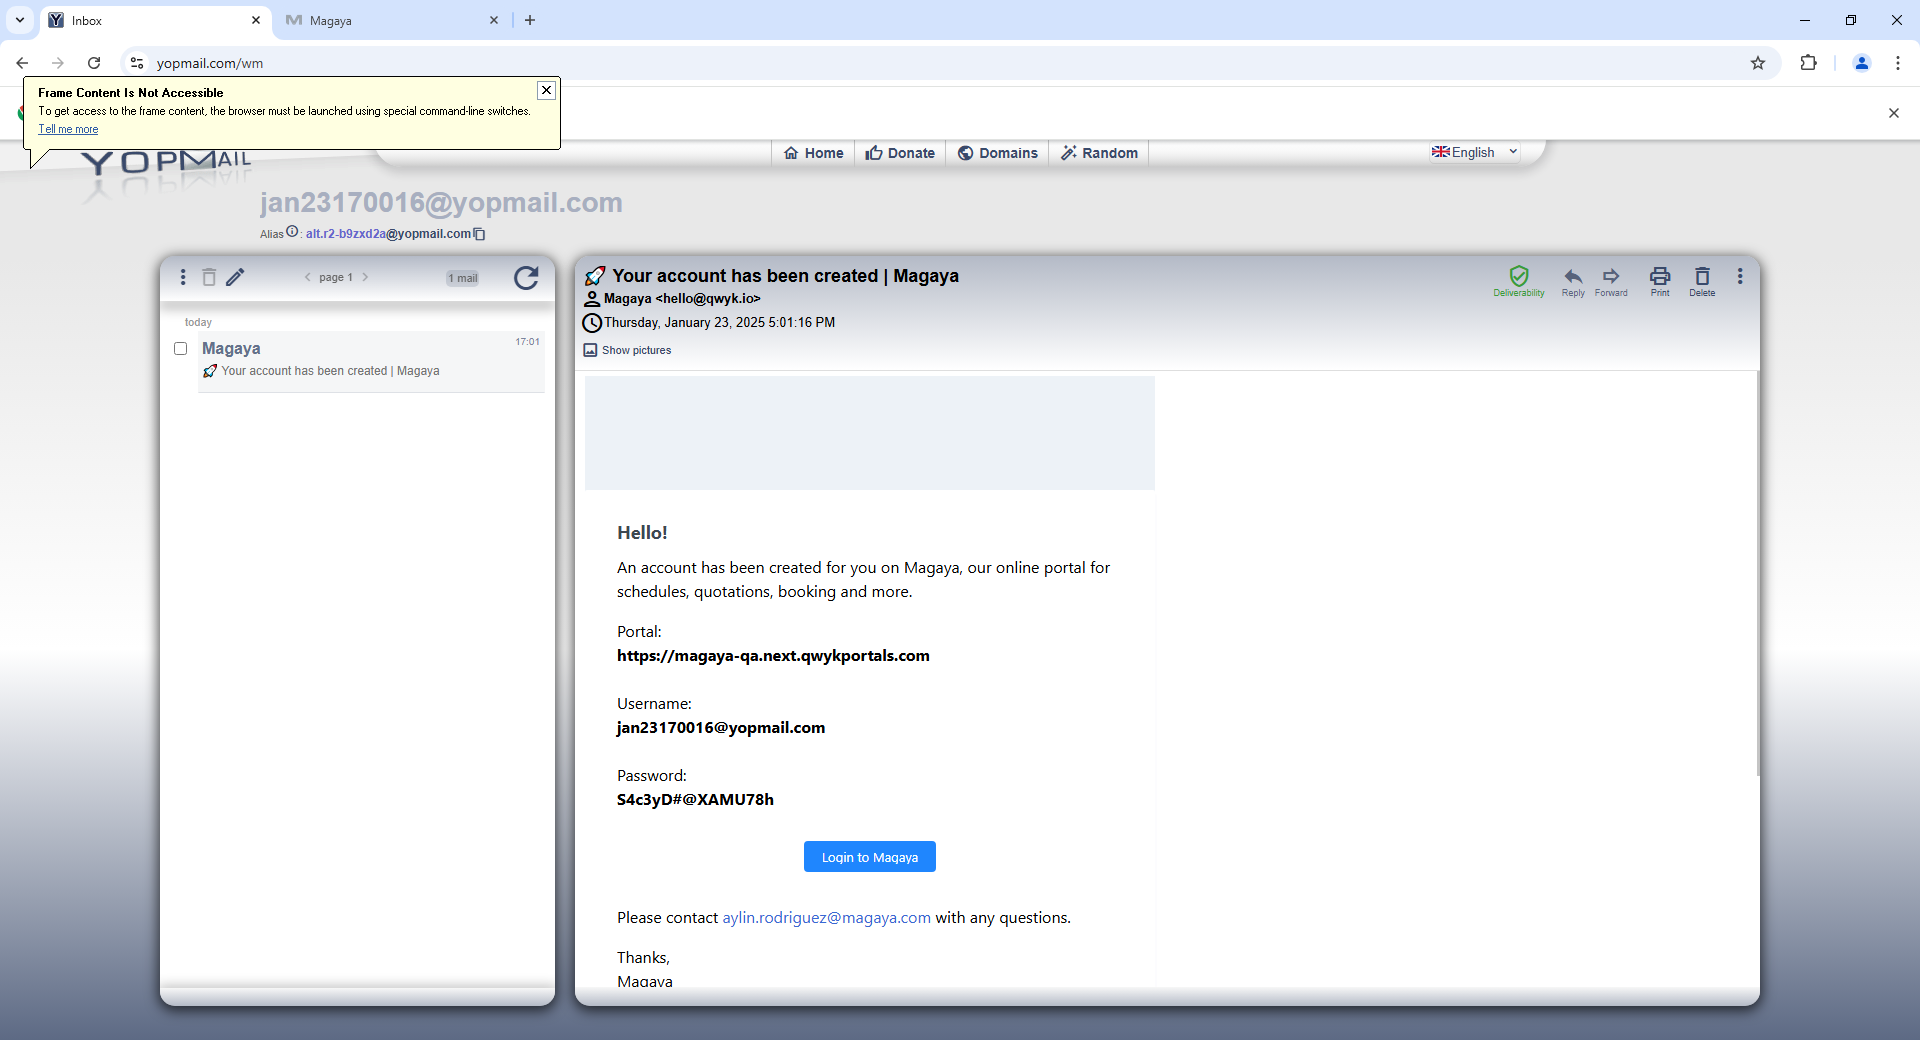 Inbox
Magaya
yopmail.com/wm
Frame Content Is Not Accessible
To get access to the frame content, the browser must be launched using special command-line switches.
Tell me more
YOPMAIL
Home
Donate
Domains
Random
English
jan23170016@yopmail.com
Alias : alt.r2-b9zxd2a@yopmail.com
page 1
1 mail
today
Magaya
17:01
🚀 Your account has been created | Magaya
🚀 Your account has been created | Magaya
Magaya <hello@qwyk.io>
Thursday, January 23, 2025 5:01:16 PM
Show pictures
Deliverability
Reply
Forward
Print
Delete
Hello!
An account has been created for you on Magaya, our online portal for
schedules, quotations, booking and more.
Portal:
https://magaya-qa.next.qwykportals.com
Username:
jan23170016@yopmail.com
Password:
S4c3yD#@XAMU78h
Login to Magaya
Please contact aylin.rodriguez@magaya.com with any questions.
Thanks,
Magaya